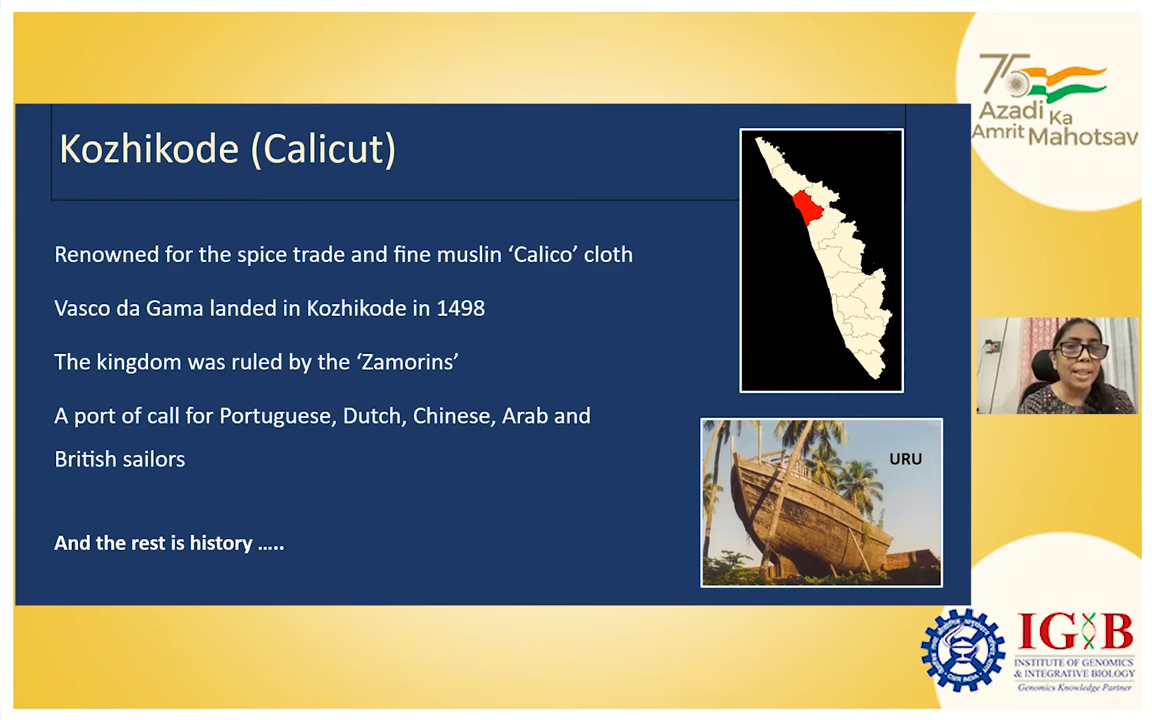 75
Azadi Ka
Amrit Mahotsav
Kozhikode (Calicut)
Renowned for the spice trade and fine muslin ‘Calico’ cloth
Vasco da Gama landed in Kozhikode in 1498
The kingdom was ruled by the ‘Zamorins’
A port of call for Portuguese, Dutch, Chinese, Arab and
British sailors
And the rest is history …..
URU
IGIB
INSTITUTE OF GENOMICS
& INTEGRATIVE BIOLOGY
Genomics Knowledge Partner